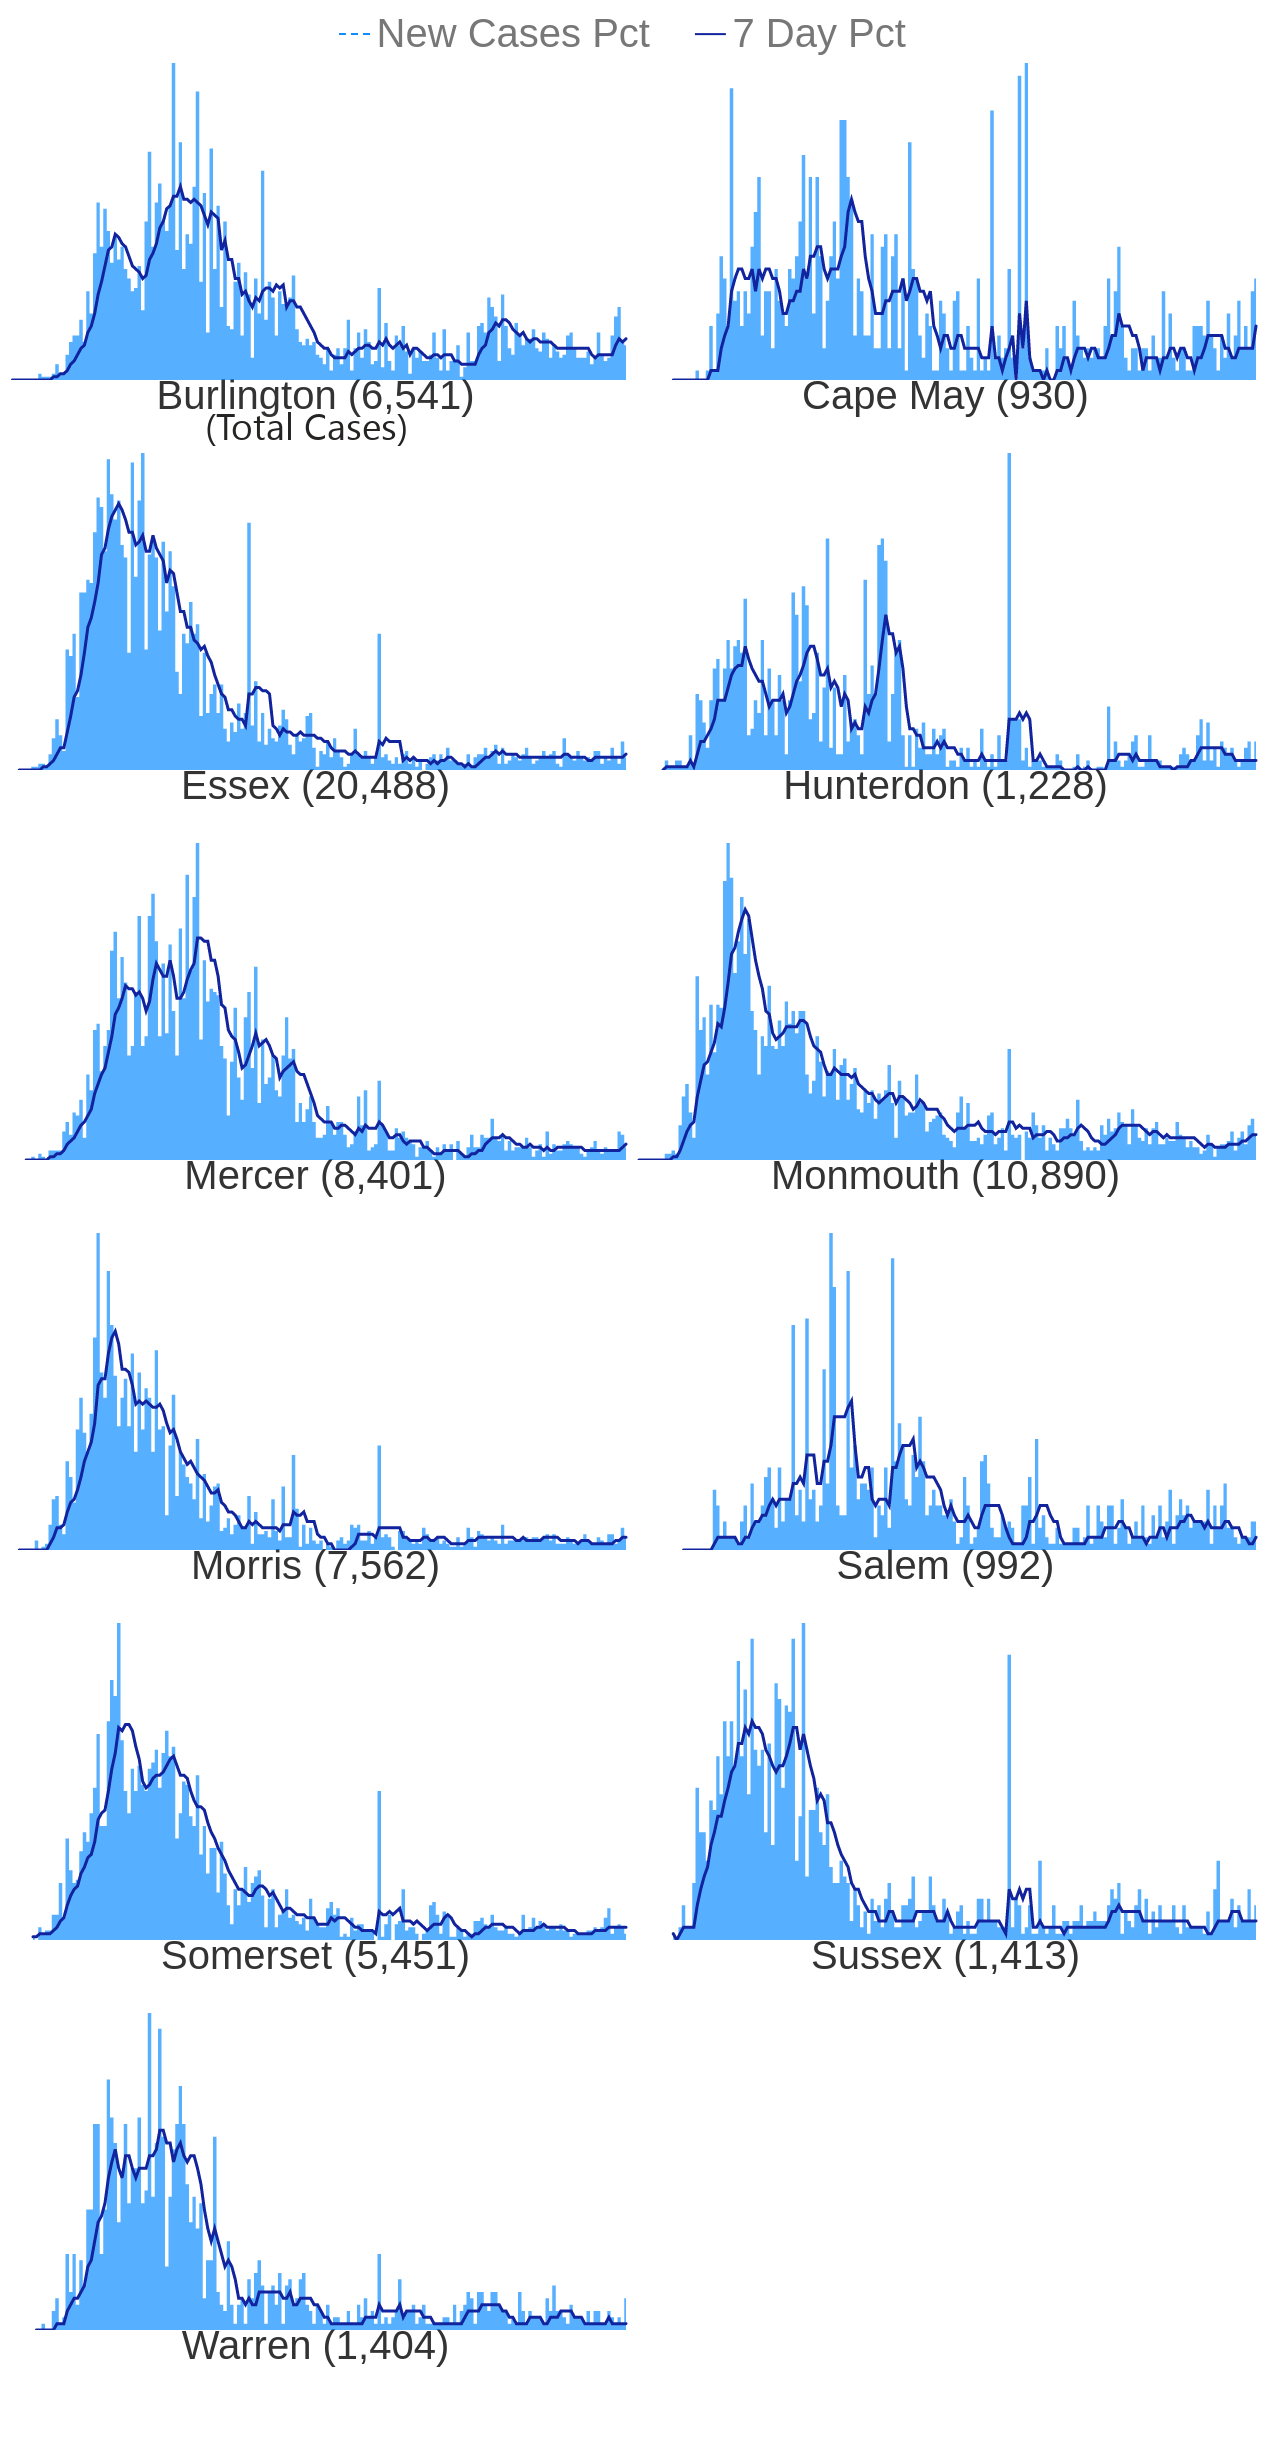 New Cases Pct 7 Day Pct
Burlington (6,541) Cape May (930)
(Total Cases)
Essex (20,488) Hunterdon (1,228)
Mercer (8,401) Monmouth (10,890)
Morris (7,562) Salem (992)
Somerset (5,451) Sussex (1,413)
Warren (1,404)